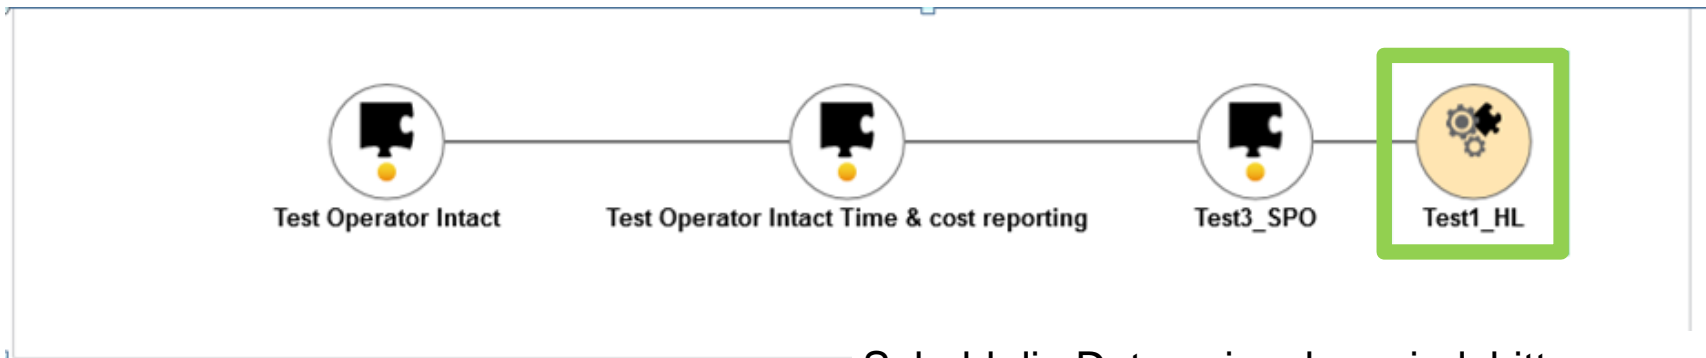 Test Operator Intact
Test Operator Intact Time & cost reporting
Test3_SPO
Test1_HL